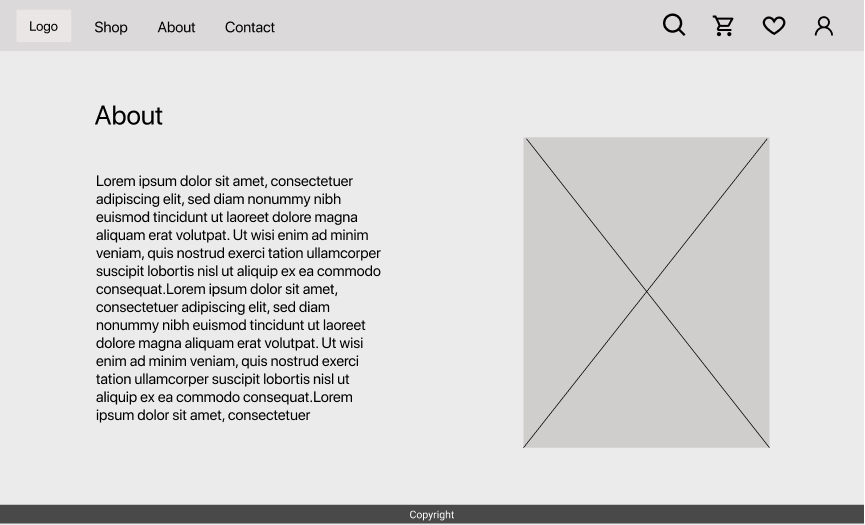 Logo
Shop
About
Contact
About
Lorem ipsum dolor sit amet, consectetuer
adipiscing elit, sed diam nonummy nibh
euismod tincidunt ut laoreet dolore magna
aliquam erat volutpat. Ut wisi enim ad minim
veniam, quis nostrud exerci tation ullamcorper
suscipit lobortis nisl ut aliquip ex ea commodo
consequat.Lorem ipsum dolor sit amet,
consectetuer adipiscing elit, sed diam
nonummy nibh euismod tincidunt ut laoreet
dolore magna aliquam erat volutpat. Ut wisi
enim ad minim veniam, quis nostrud exerci
tation ullamcorper suscipit lobortis nisl ut
aliquip ex ea commodo consequat.Lorem
ipsum dolor sit amet, consectetuer
Copyright